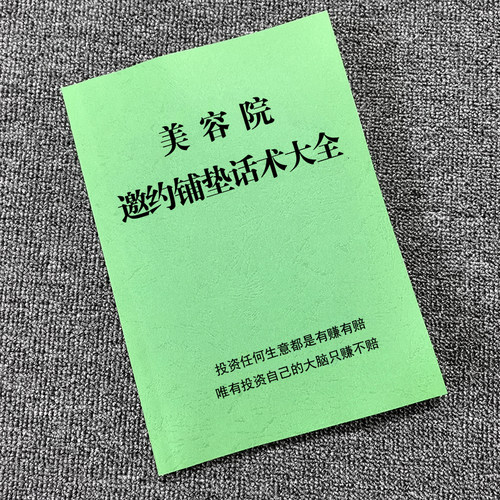 美容院
邀约铺垫话术大全
投资任何生意都是有赚有赔
唯有投资自己的大脑只赚不赔